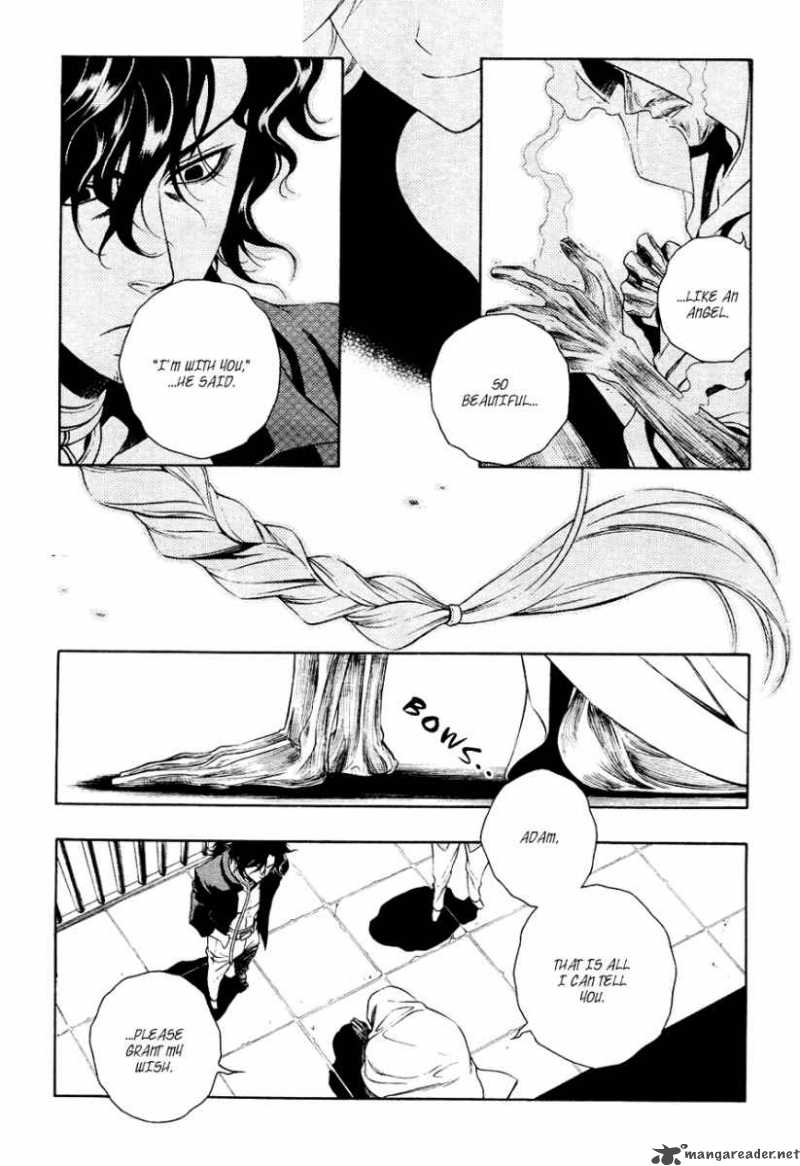 "I'M WITH YOU,"
...HE SAID.
SO
BEAUTIFUL...
...LIKE AN
ANGEL.
BOWS..
ADAM,
THAT IS ALL
I CAN TELL
YOU.
...PLEASE
GRANT MY
WISH.
mangareader.net